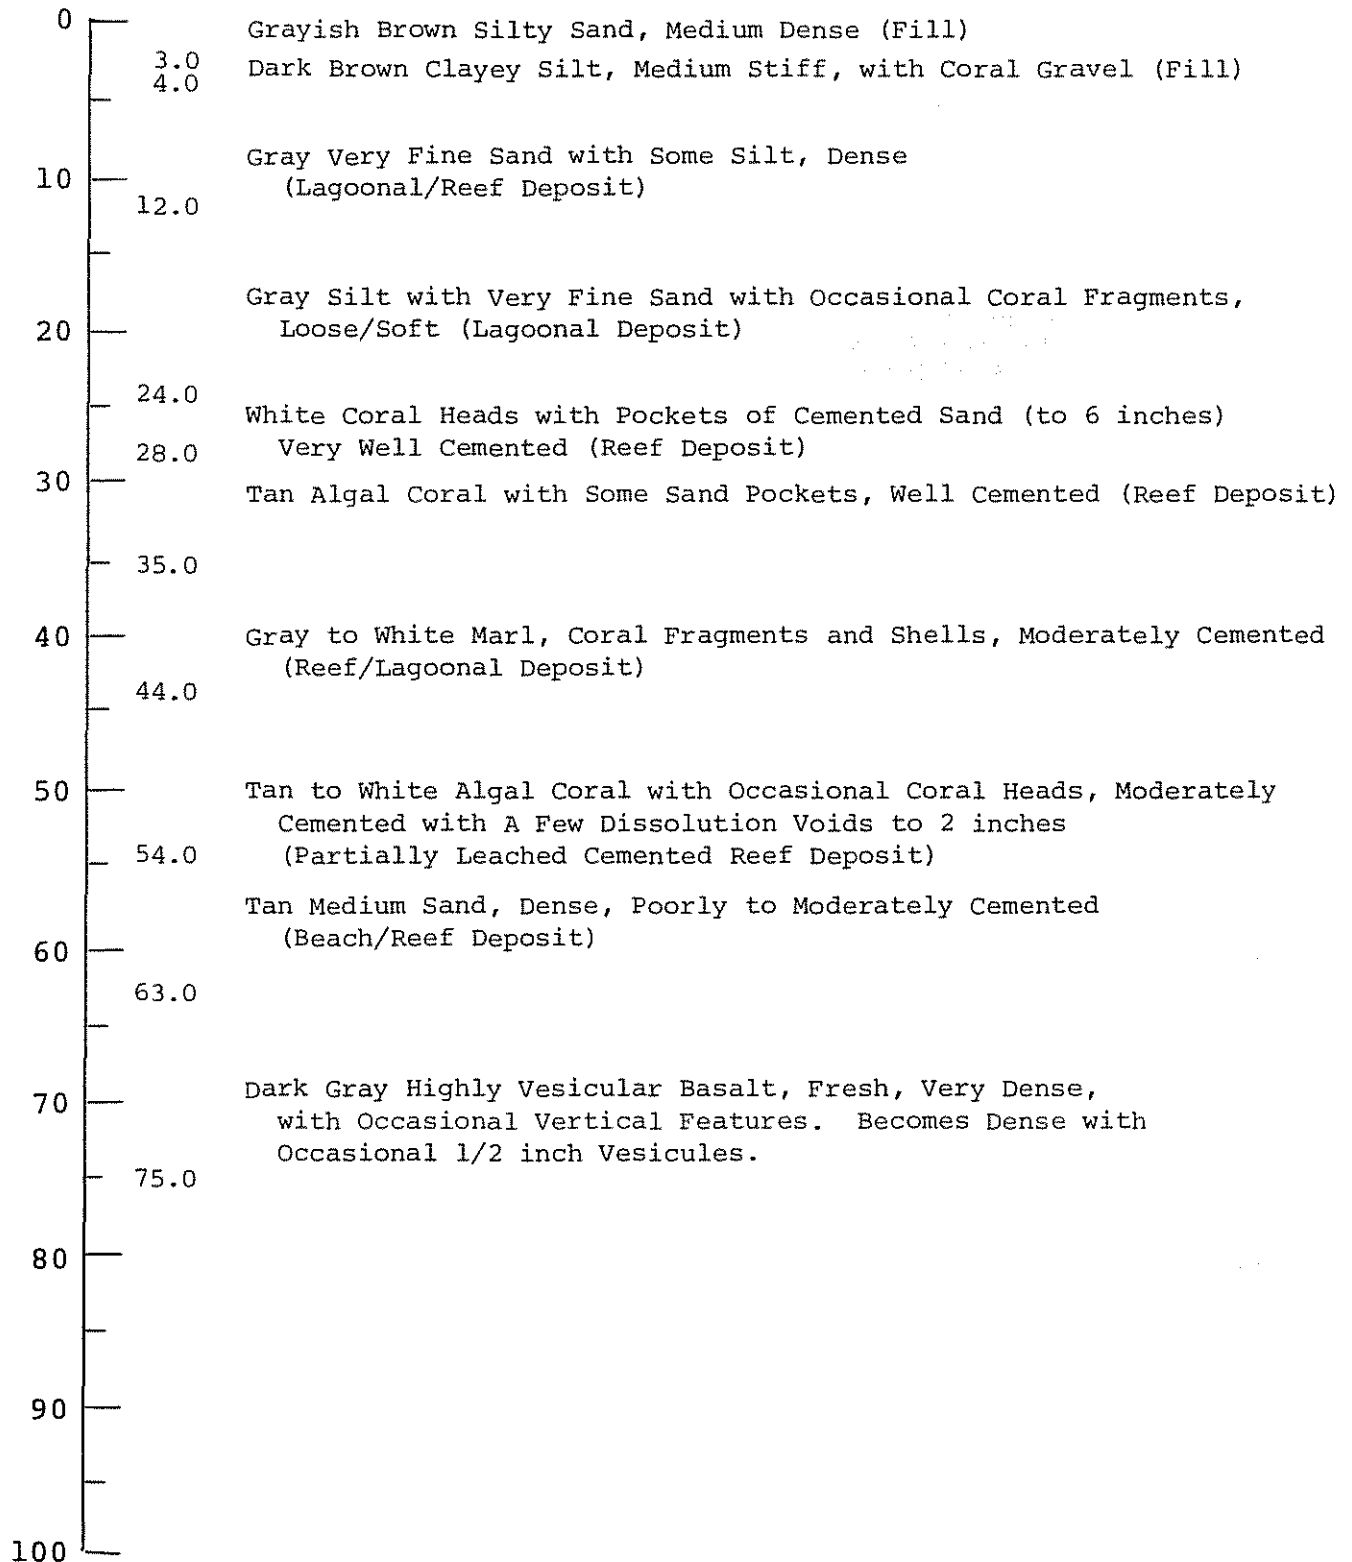 0
Grayish Brown Silty Sand, Medium Dense (Fill)
3.0
4.0
Dark Brown Clayey Silt, Medium Stiff, with Coral Gravel (Fill)
Gray Very Fine Sand with Some Silt, Dense
10
(Lagoonal/Reef Deposit)
12.0
Gray Silt with Very Fine Sand with Occasional Coral Fragments,
20
Loose/Soft (Lagoonal Deposit)
24.0
White Coral Heads with Pockets of Cemented Sand (to 6 inches)
28.0
Very Well Cemented (Reef Deposit)
30
Tan Algal Coral with Some Sand Pockets, Well Cemented (Reef Deposit)
35.0
40
Gray to White Marl, Coral Fragments and Shells, Moderately Cemented
(Reef/Lagoonal Deposit)
44.0
50
Tan to White Algal Coral with Occasional Coral Heads, Moderately
Cemented with A Few Dissolution Voids to 2 inches
54.0
(Partially Leached Cemented Reef Deposit)
Tan Medium Sand, Dense, Poorly to Moderately Cemented
(Beach/Reef Deposit)
60
63.0
Dark Gray Highly Vesicular Basalt, Fresh, Very Dense,
70
with Occasional Vertical Features. Becomes Dense with
Occasional 1/2 inch Vesicules.
75.0
80
90
100